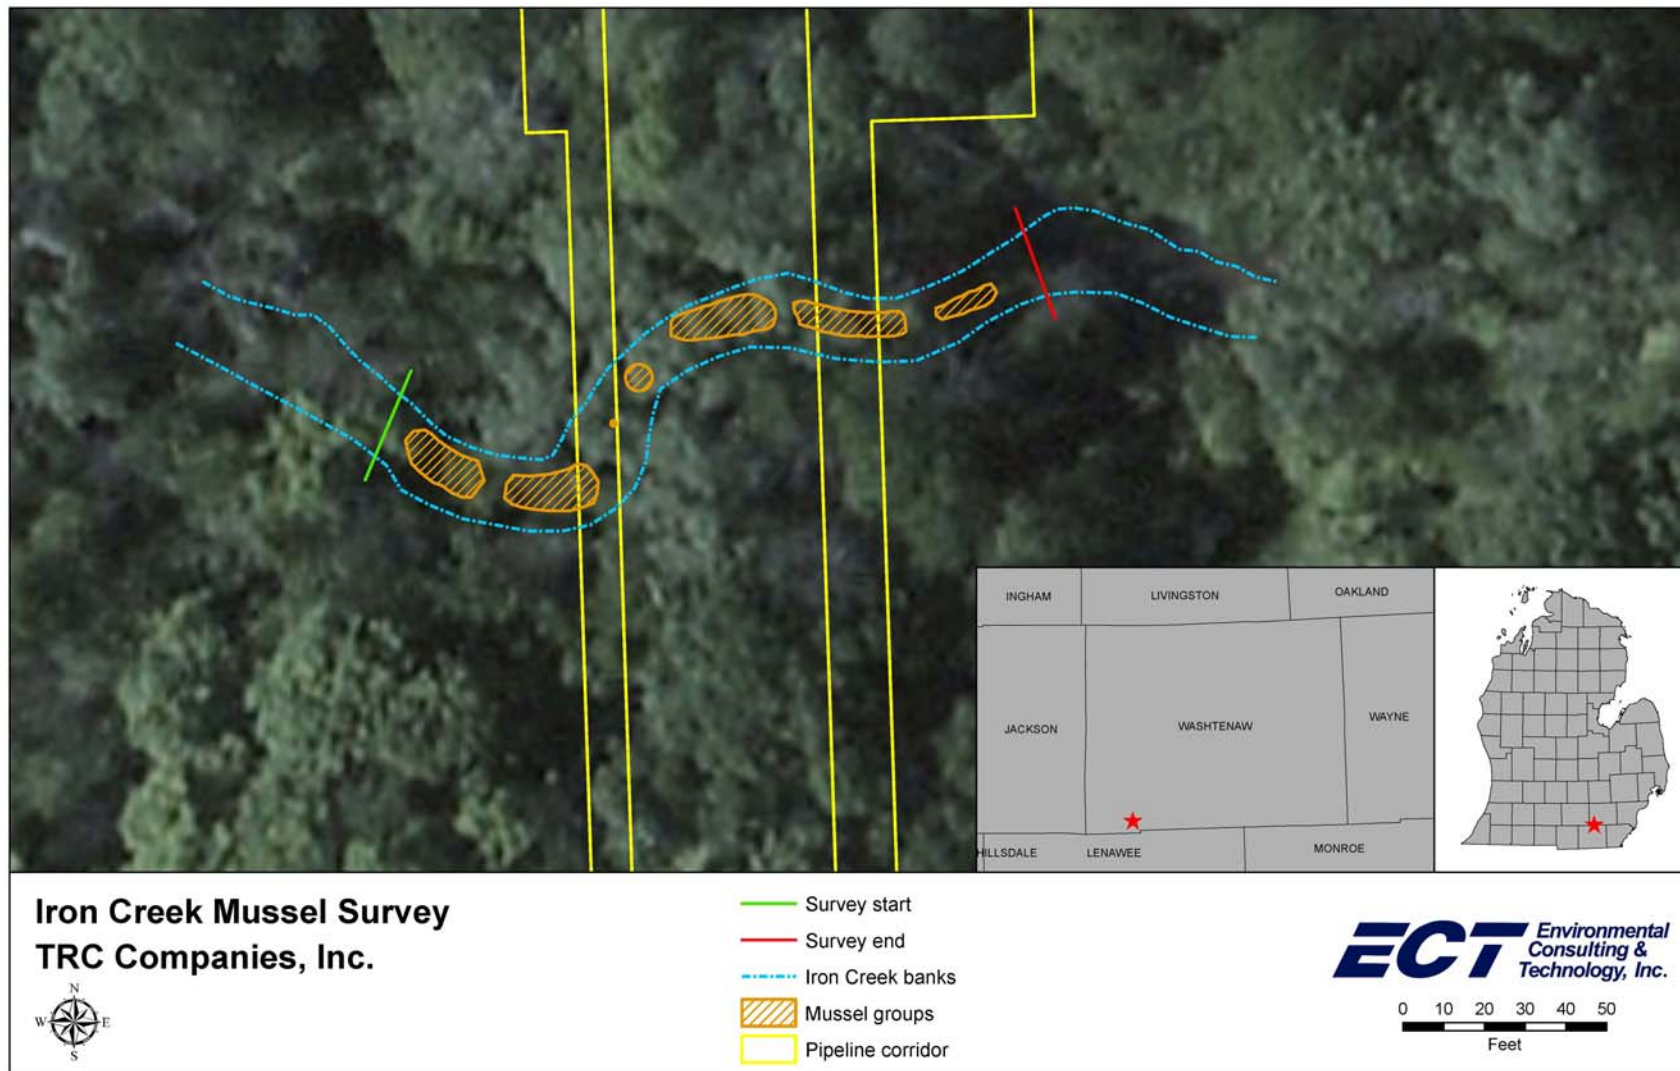 INGHAM
LIVINGSTON
OAKLAND
JACKSON
WASHTENAW
WAYNE
HILLSDALE
LENAWEE
MONROE
Iron Creek Mussel Survey
TRC Companies, Inc.
N
W E
S
Survey start
Survey end
Iron Creek banks
Mussel groups
Pipeline corridor
ECT Environmental
Consulting &
Technology, Inc.
0 10 20 30 40 50
Feet